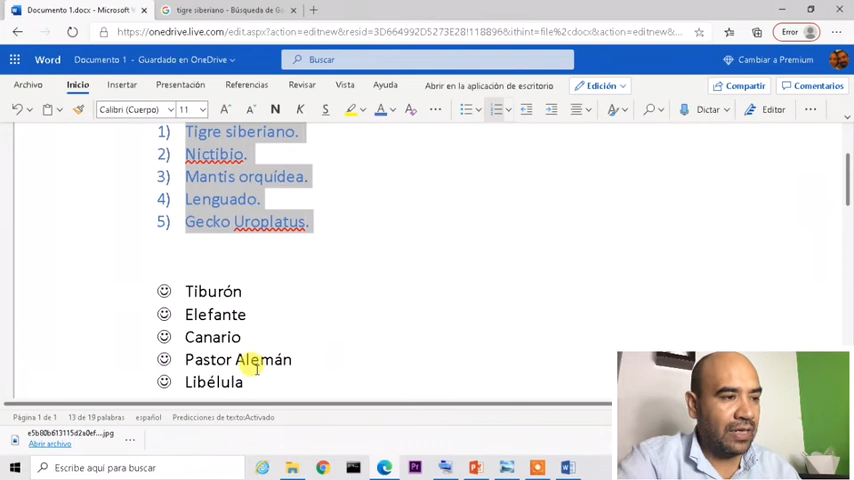 Documento 1.docx - Microsoft W
tigre siberiano - Búsqueda de Go
https://onedrive.live.com/edit.aspx?action=editnew&resid=3D664992D5273E28!118896&ithint=file%2cdocx&action=editnew&wdNewAndOpenCt=...
Error
Word
Documento 1 - Guardado en OneDrive
Buscar
Cambiar a Premium
Archivo Inicio Insertar Presentación Referencias Revisar Vista Ayuda Abrir en la aplicación de escritorio Edición Compartir Comentarios
Calibri (Cuerpo) 11 N S A Dictar Editor
1) Tigre siberiano.
2) Nictibio.
3) Mantis orquídea.
4) Lenguado.
5) Gecko Uroplatus.
☺ Tiburón
☺ Elefante
☺ Canario
☺ Pastor Alemán
☺ Libélula
Página 1 de 1 13 de 19 palabras español Predicciones de texto:Activado
e5b80b613115d2a0ef....jpg
Abrir archivo
Escribe aquí para buscar